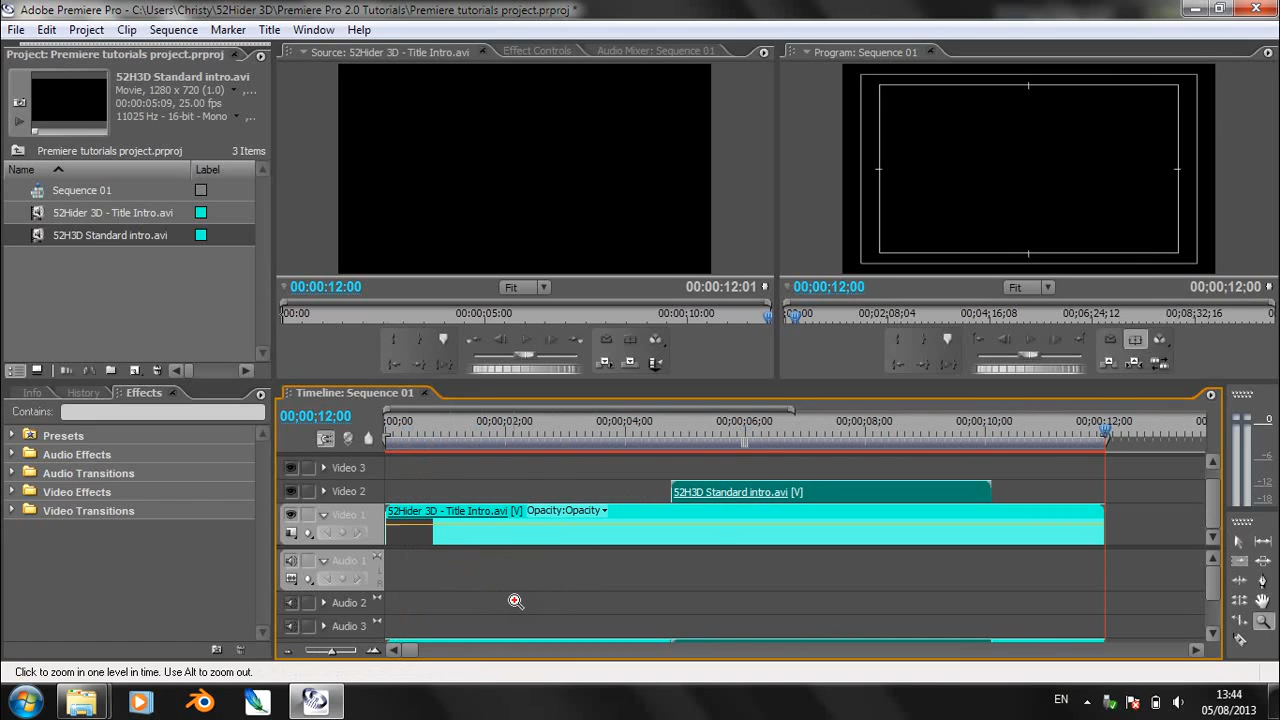 Adobe Premiere Pro - C:\Users\Christy\52Hider 3D\Premiere Pro 2.0 Tutorials\Premiere tutorials project.prproj *
File Edit Project Clip Sequence Marker Title Window Help
Project: Premiere tutorials project.prproj
52H3D Standard intro.avi
Movie, 1280 x 720 (1.0) ,...
00:00:05:09, 25.00 fps
11025 Hz - 16-bit - Mono ,..
Premiere tutorials project.prproj 3 Items
Name Label
Sequence 01
52Hider 3D - Title Intro.avi
52H3D Standard intro.avi
Source: 52Hider 3D - Title Intro.avi Effect Controls Audio Mixer: Sequence 01
00:00:12:00 Fit 00:00:12:01
:00:00 00:00:05:00 00:00:10:00
Program: Sequence 01
00;00;12;00 Fit 00;00;12;00
;00;00 00;02;08;04 00;04;16;08 00;06;24;12 00;08;32;16 0
Info History Effects
Contains:
Presets
Audio Effects
Audio Transitions
Video Effects
Video Transitions
Timeline: Sequence 01
00;00;12;00
:00;00 00;00;02;00 00;00;04;00 00;00;06;00 00;00;08;00 00;00;10;00 00;00;12;00 00
Video 3
Video 2 52H3D Standard intro.avi [V]
Video 1 52Hider 3D - Title Intro.avi [V] Opacity:Opacity
Audio 1
L
R
Audio 2
Audio 3
0
-6
-12
-18
Click to zoom in one level in time. Use Alt to zoom out.
EN 13:44
05/08/2013